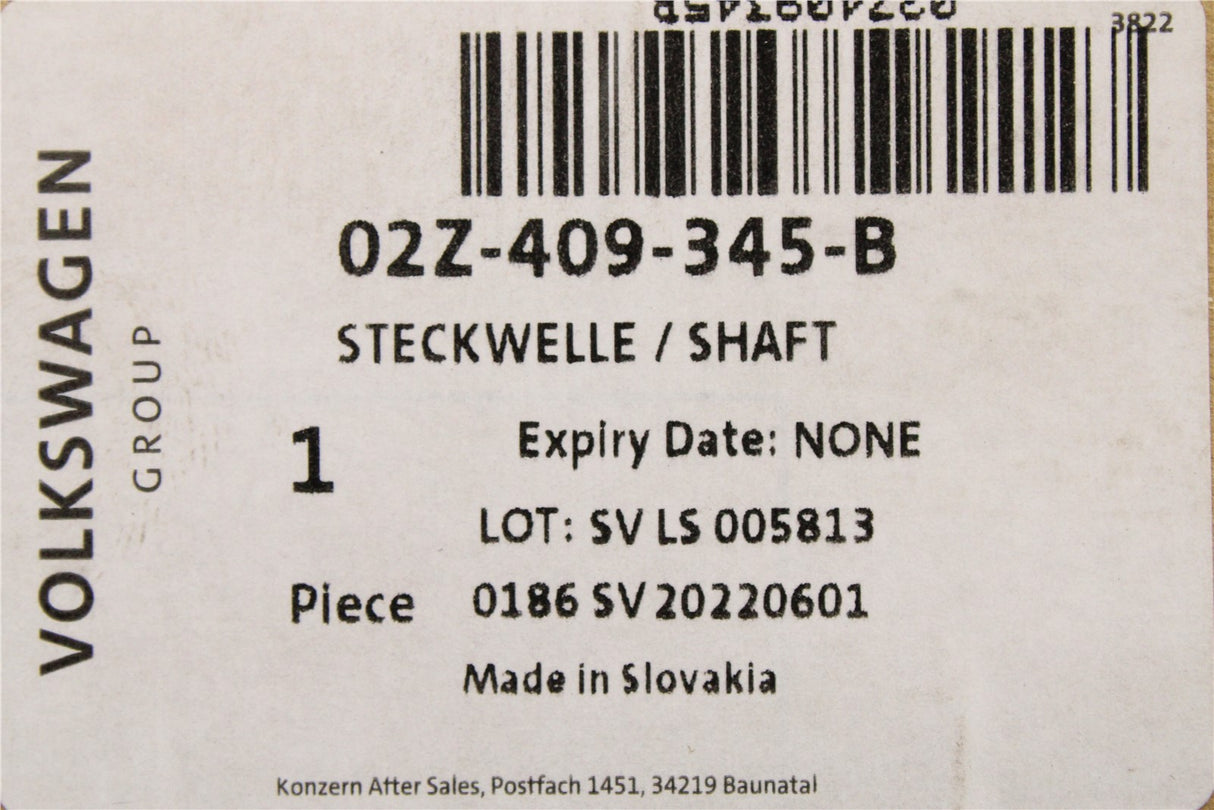 3822
02Z-409-345-B
STECKWELLE / SHAFT
1
Expiry Date: NONE
LOT: SV LS 005813
Piece 0186 SV 20220601
Made in Slovakia
Konzern After Sales, Postfach 1451, 34219 Baunatal
VOLKSWAGEN
GROUP